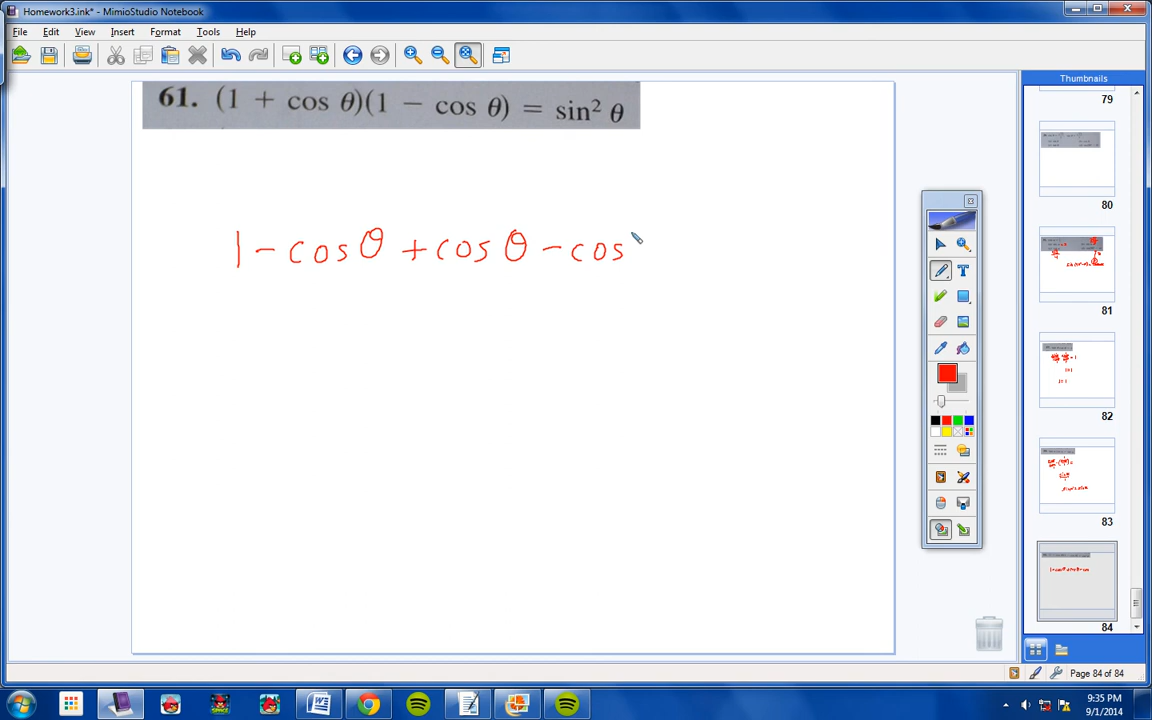 Homework3.ink* - MimioStudio Notebook
File Edit View Insert Format Tools Help
61. (1 + cos θ)(1 − cos θ) = sin² θ
1 − cos θ + cos θ − cos
Thumbnails
79
80
81
82
83
84
Page 84 of 84
9:35 PM
9/1/2014